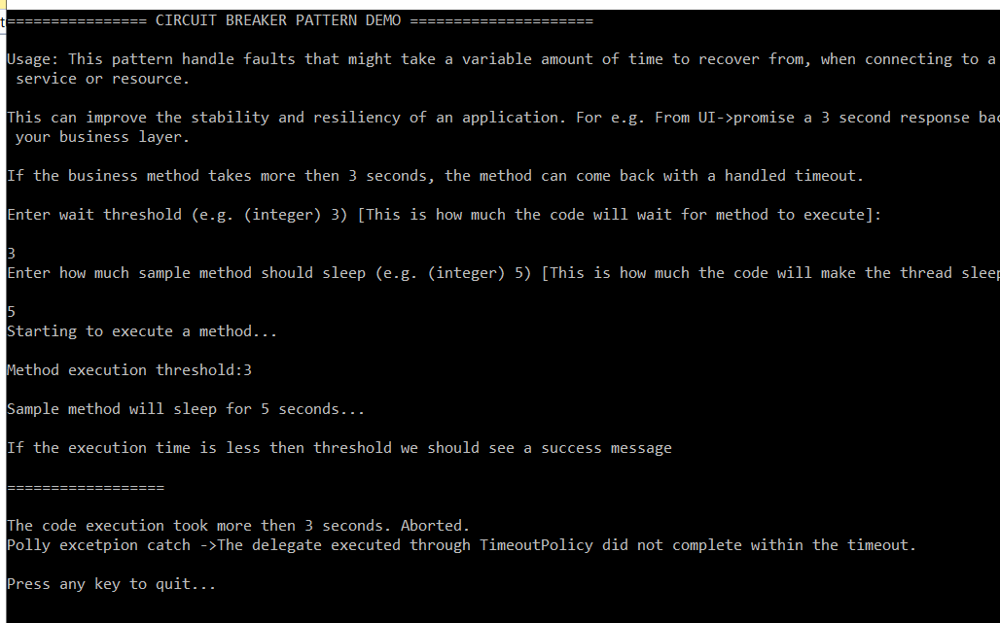 ================ CIRCUIT BREAKER PATTERN DEMO =====================
Usage: This pattern handle faults that might take a variable amount of time to recover from, when connecting to a
service or resource.
This can improve the stability and resiliency of an application. For e.g. From UI->promise a 3 second response
your business layer.
If the business method takes more then 3 seconds, the method can come back with a handled timeout.
Enter wait threshold (e.g. (integer) 3) [This is how much the code will wait for method to execute]:
3
Enter how much sample method should sleep (e.g. (integer) 5) [This is how much the code will make the thread sleep
5
Starting to execute a method...
Method execution threshold:3
Sample method will sleep for 5 seconds...
If the execution time is less then threshold we should see a success message
==================
The code execution took more then 3 seconds. Aborted.
Polly excetpion catch ->The delegate executed through TimeoutPolicy did not complete within the timeout.
Press any key to quit...